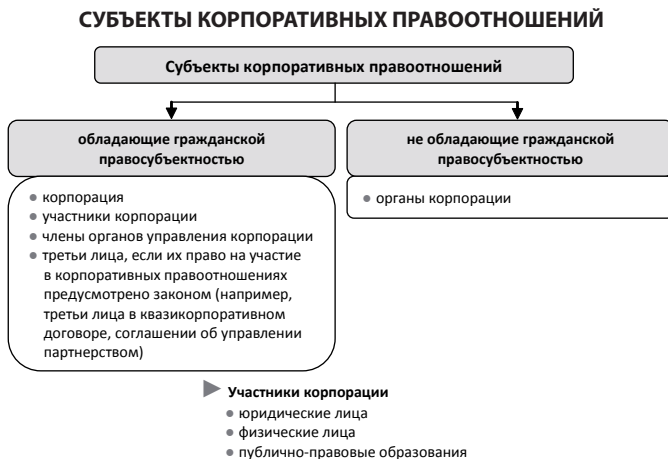 СУБЪЕКТЫ КОРПОРАТИВНЫХ ПРАВООТНОШЕНИЙ
Субъекты корпоративных правоотношений
обладающие гражданской
правосубъектностью
● корпорация
● участники корпорации
● члены органов управления корпорации
● третьи лица, если их право на участие
в корпоративных правоотношениях
предусмотрено законом (например,
третьи лица в квазикорпоративном
договоре, соглашении об управлении
партнерством)
не обладающие гражданской
правосубъектностью
● органы корпорации
Участники корпорации
● юридические лица
● физические лица
● публично-правовые образования